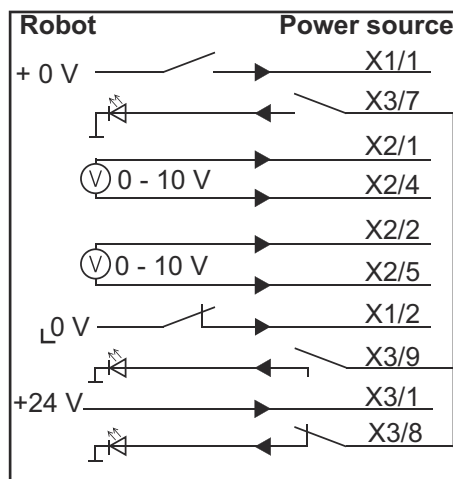 Robot Power source
X1/1
+ 0 V
X3/7
X2/1
V 0 - 10 V
X2/4
X2/2
V 0 - 10 V
X2/5
0 V X1/2
X3/9
+24 V X3/1
X3/8